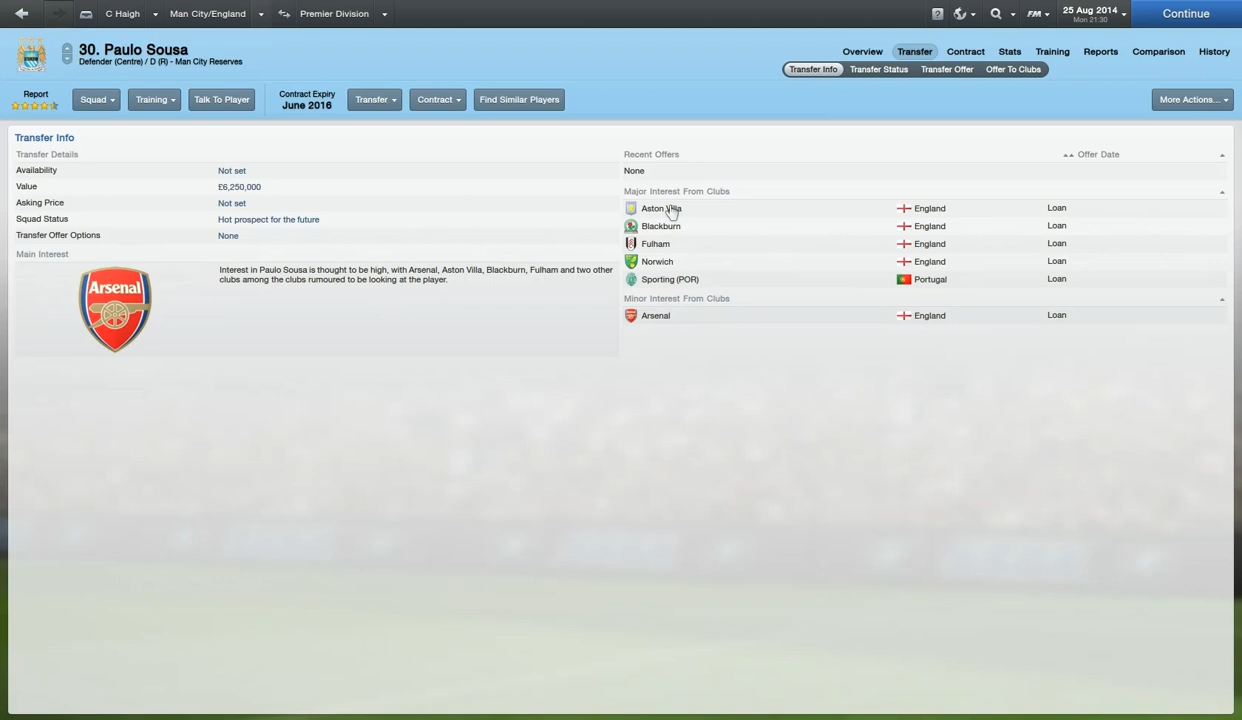 C Haigh
Man City/England
Premier Division
?
FM
25 Aug 2014
Mon 21:30
Continue
30. Paulo Sousa
Defender (Centre) / D (R) - Man City Reserves
Overview
Transfer
Contract
Stats
Training
Reports
Comparison
History
Transfer Info
Transfer Status
Transfer Offer
Offer To Clubs
Report
Squad
Training
Talk To Player
Contract Expiry
June 2016
Transfer
Contract
Find Similar Players
More Actions...
Transfer Info
Transfer Details
Availability Not set
Value £6,250,000
Asking Price Not set
Squad Status Hot prospect for the future
Transfer Offer Options None
Main Interest
Arsenal
Interest in Paulo Sousa is thought to be high, with Arsenal, Aston Villa, Blackburn, Fulham and two other
clubs among the clubs rumoured to be looking at the player.
Recent Offers Offer Date
None
Major Interest From Clubs
Aston Villa England Loan
Blackburn England Loan
Fulham England Loan
Norwich England Loan
Sporting (POR) Portugal Loan
Minor Interest From Clubs
Arsenal England Loan